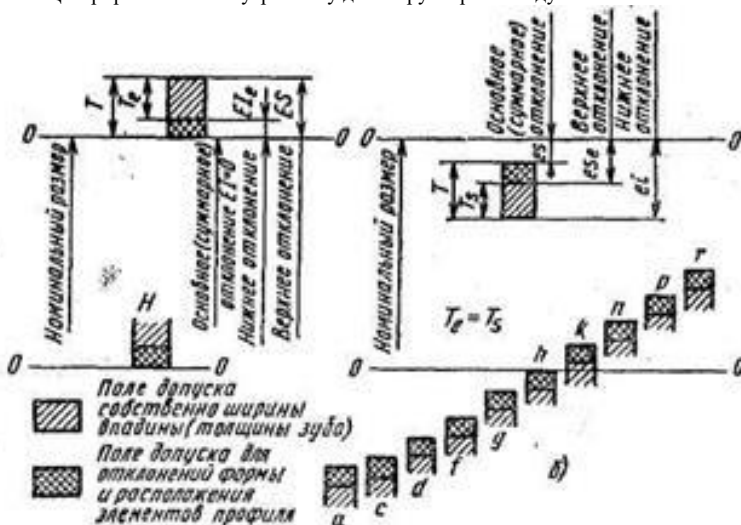 T
Te
EIe
ES
0
0
Номинальный размер
Основное (суммарное)
отклонение EI=0
Нижнее отклонение
Верхнее отклонение
H
0
0
Основное
(суммарное)
отклонение
Верхнее
отклонение
Нижнее
отклонение
0
es
ese
ei
T
Ts
Номинальный размер
Te = Ts
a
c
d
f
g
h
k
n
p
r
б)
Поле допуска
собственно ширины
впадины (толщины зуба)
Поле допуска для
отклонений формы
и расположения
элементов профиля